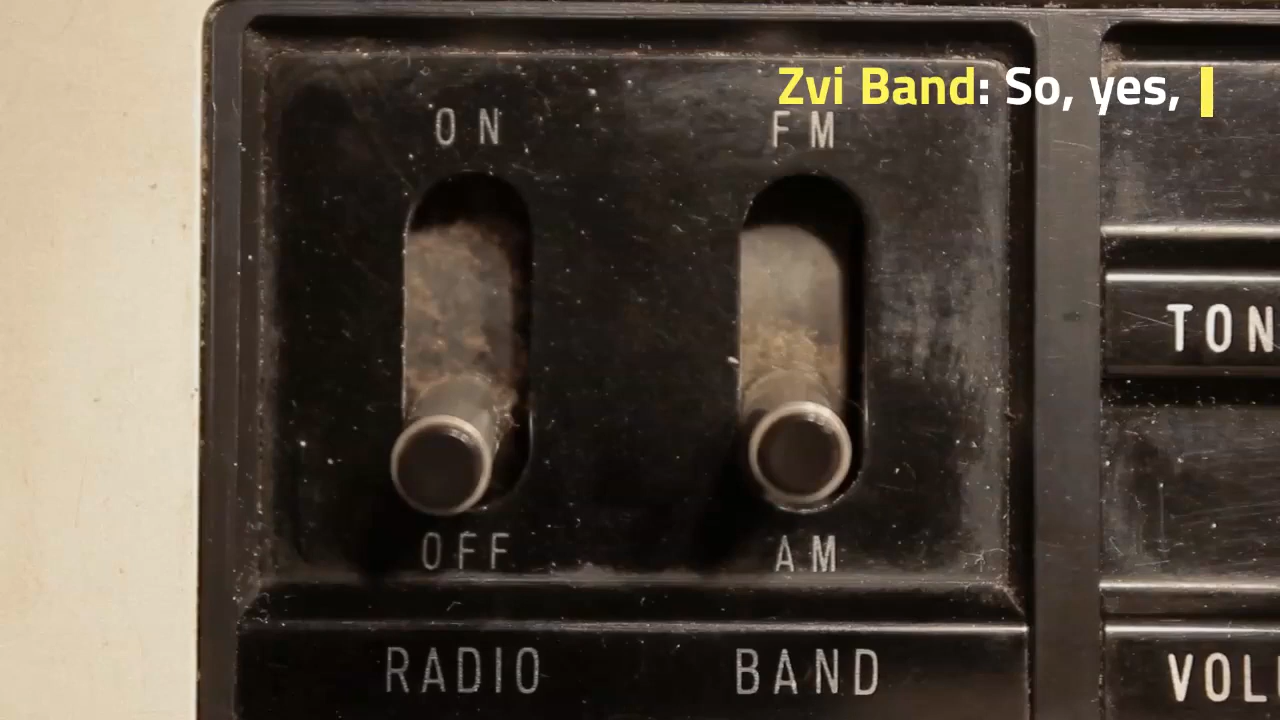 Zvi Band: So, yes,
ON
FM
TON
OFF
AM
RADIO
BAND
VOL